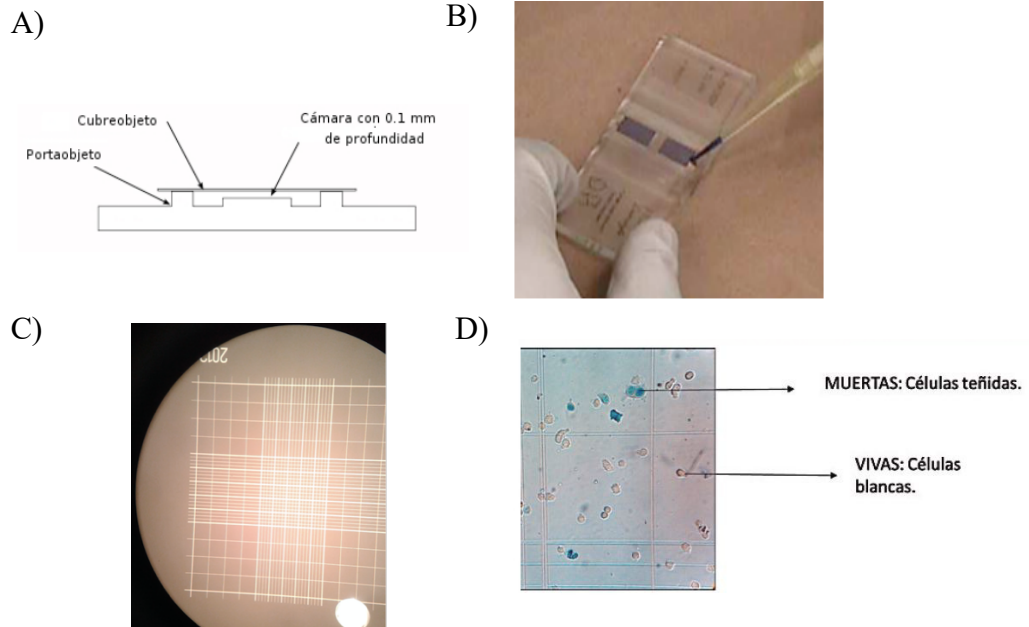 A)
B)
Cubreobjeto
Cámara con 0.1 mm
de profundidad
Portaobjeto
C)
D)
MUERTAS: Células teñidas.
VIVAS: Células
blancas.